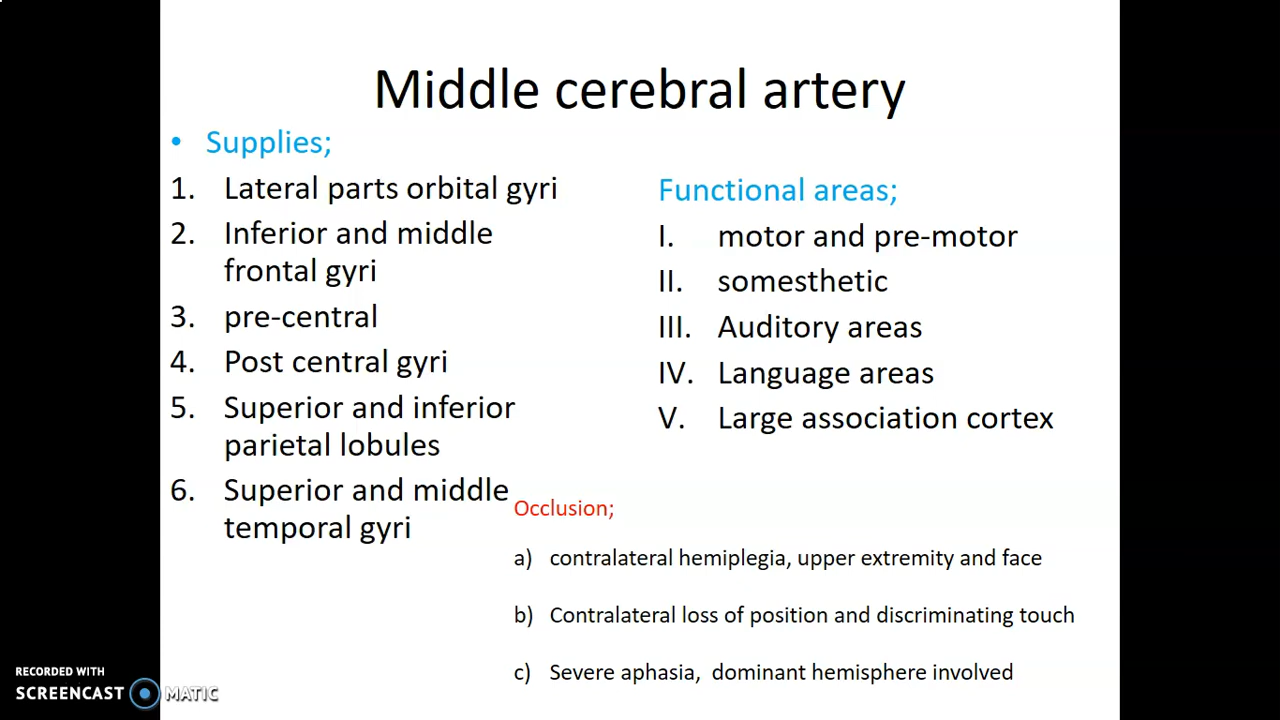 Middle cerebral artery
• Supplies;
1. Lateral parts orbital gyri
2. Inferior and middle
frontal gyri
3. pre-central
4. Post central gyri
5. Superior and inferior
parietal lobules
6. Superior and middle
temporal gyri
Functional areas;
I. motor and pre-motor
II. somesthetic
III. Auditory areas
IV. Language areas
V. Large association cortex
Occlusion;
a) contralateral hemiplegia, upper extremity and face
b) Contralateral loss of position and discriminating touch
c) Severe aphasia, dominant hemisphere involved
RECORDED WITH
SCREENCAST MATIC